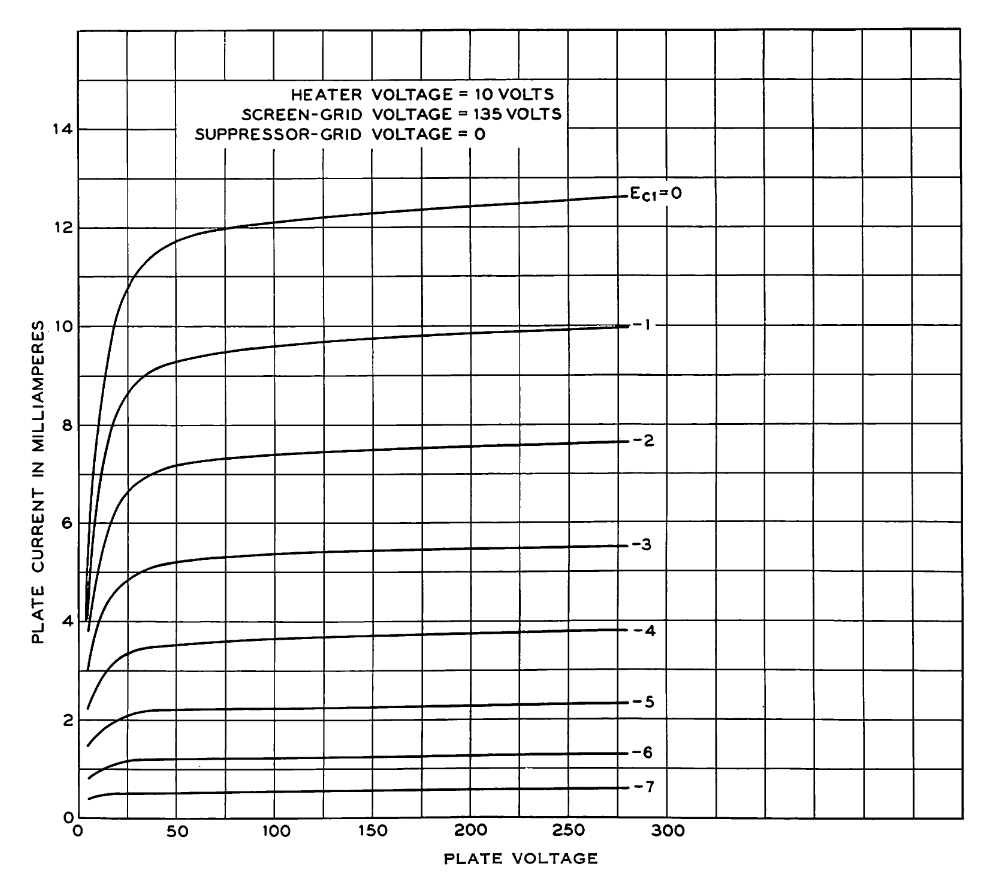 HEATER VOLTAGE = 10 VOLTS
SCREEN-GRID VOLTAGE = 135 VOLTS
SUPPRESSOR-GRID VOLTAGE = 0
PLATE CURRENT IN MILLIAMPERES
14
12
10
8
6
4
2
0
EC1=0
-1
-2
-3
-4
-5
-6
-7
0 50 100 150 200 250 300
PLATE VOLTAGE